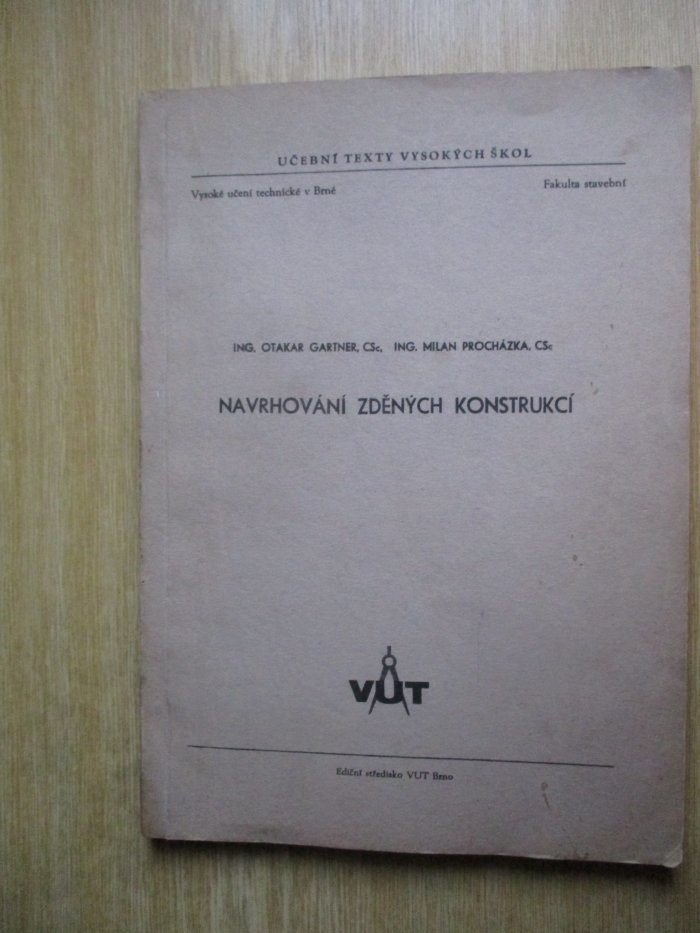 UČEBNÍ TEXTY VYSOKÝCH ŠKOL
Vysoké učení technické v Brně Fakulta stavební
ING. OTAKAR GARTNER, CSc, ING. MILAN PROCHÁZKA, CSc
NAVRHOVÁNÍ ZDĚNÝCH KONSTRUKCÍ
VUT
Ediční středisko VUT Brno